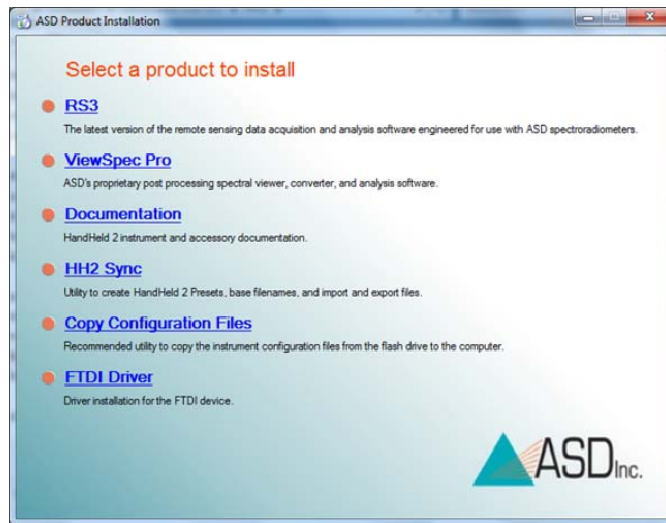 ASD Product Installation
Select a product to install
RS3
The latest version of the remote sensing data acquisition and analysis software engineered for use with ASD spectroradiometers.
ViewSpec Pro
ASD's proprietary post processing spectral viewer, converter, and analysis software.
Documentation
HandHeld 2 instrument and accessory documentation.
HH2 Sync
Utility to create HandHeld 2 Presets, base filenames, and import and export files.
Copy Configuration Files
Recommended utility to copy the instrument configuration files from the flash drive to the computer.
FTDI Driver
Driver installation for the FTDI device.
ASD Inc.